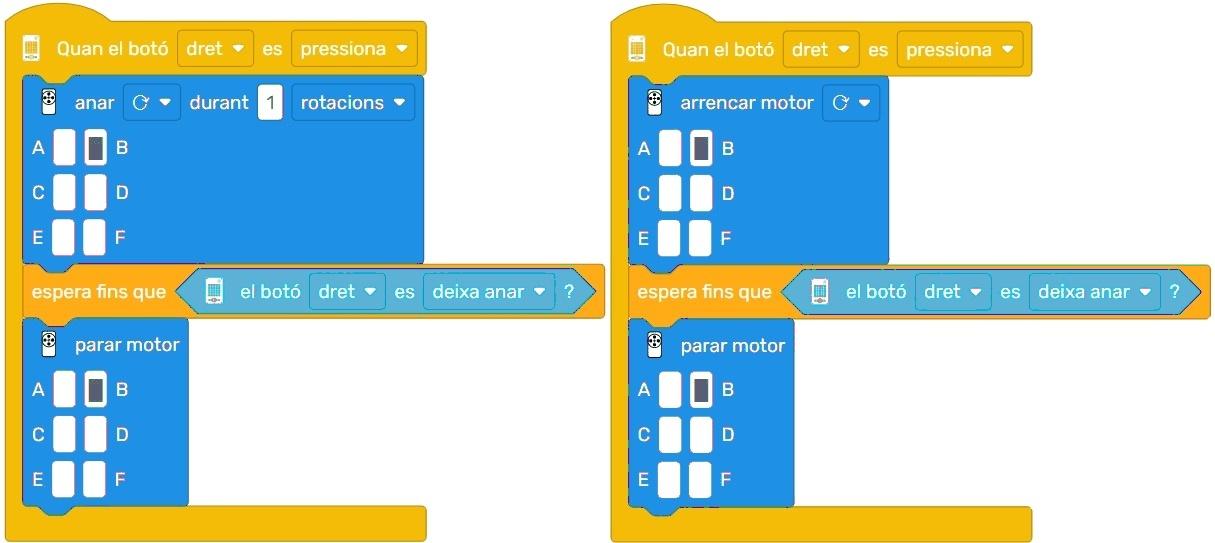 Quan el botó dret es pressiona
anar durant 1 rotacions
A B
C D
E F
espera fins que el botó dret es deixa anar ?
parar motor
A B
C D
E F
Quan el botó dret es pressiona
arrencar motor
A B
C D
E F
espera fins que el botó dret es deixa anar ?
parar motor
A B
C D
E F